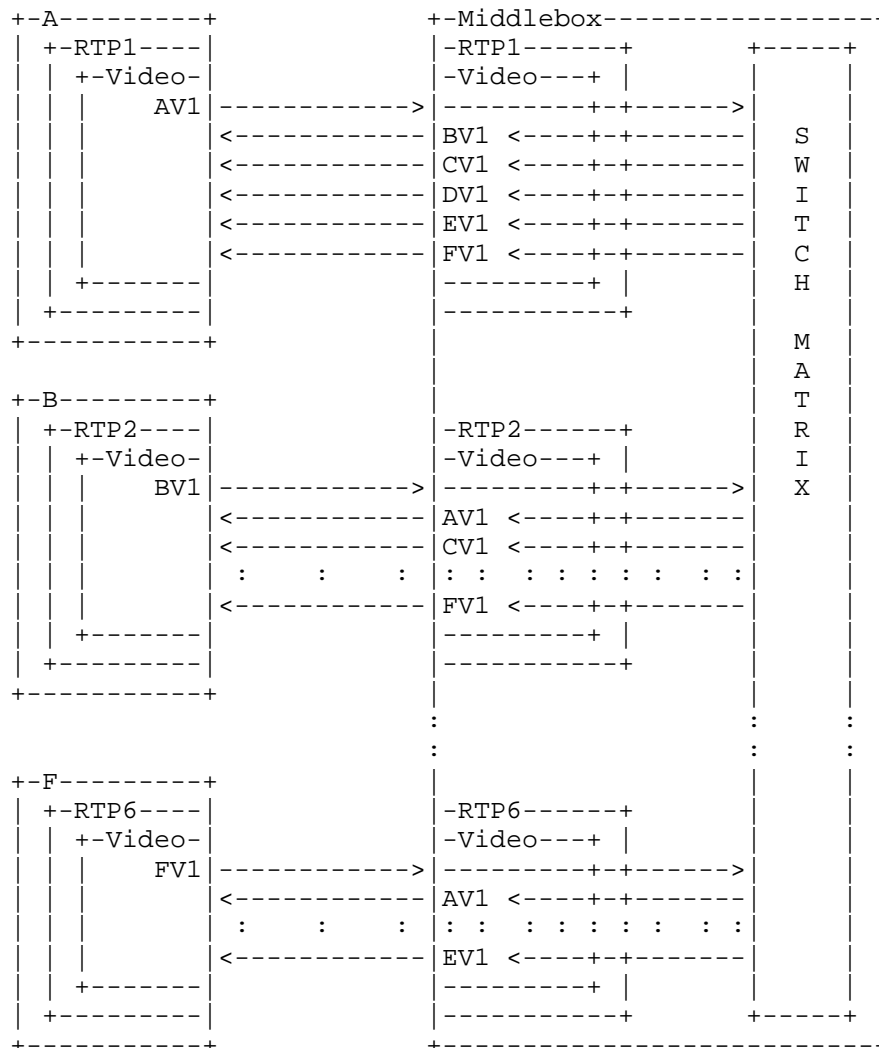 +-A---------+             +-Middlebox-----------------
| +-RTP1----|             |-RTP1------+       +-----+
| | +-Video-|             |-Video---+ |       |     |
| | |    AV1|------------>|---------+-+------>|     |
| | |       |<------------|BV1 <----+-+-------|  S  |
| | |       |<------------|CV1 <----+-+-------|  W  |
| | |       |<------------|DV1 <----+-+-------|  I  |
| | |       |<------------|EV1 <----+-+-------|  T  |
| | |       |<------------|FV1 <----+-+-------|  C  |
| | +-------|             |---------+ |       |  H  |
| +---------|             |-----------+       |     |
+-----------+             |                   |  M  |
                          |                   |  A  |
+-B---------+             |                   |  T  |
| +-RTP2----|             |-RTP2------+       |  R  |
| | +-Video-|             |-Video---+ |       |  I  |
| | |    BV1|------------>|---------+-+------>|  X  |
| | |       |<------------|AV1 <----+-+-------|     |
| | |       |<------------|CV1 <----+-+-------|     |
| | |       | :    :    : |: :  : : : : :  : :|     |
| | |       |<------------|FV1 <----+-+-------|     |
| | +-------|             |---------+ |       |     |
| +---------|             |-----------+       |     |
+-----------+             |                   |     |
                          :                   :     :
                          :                   :     :
+-F---------+             |                   |     |
| +-RTP6----|             |-RTP6------+       |     |
| | +-Video-|             |-Video---+ |       |     |
| | |    FV1|------------>|---------+-+------>|     |
| | |       |<------------|AV1 <----+-+-------|     |
| | |       | :    :    : |: :  : : : : :  : :|     |
| | |       |<------------|EV1 <----+-+-------|     |
| | +-------|             |---------+ |       |     |
| +---------|             |-----------+       +-----+
+-----------+             +---------------------------